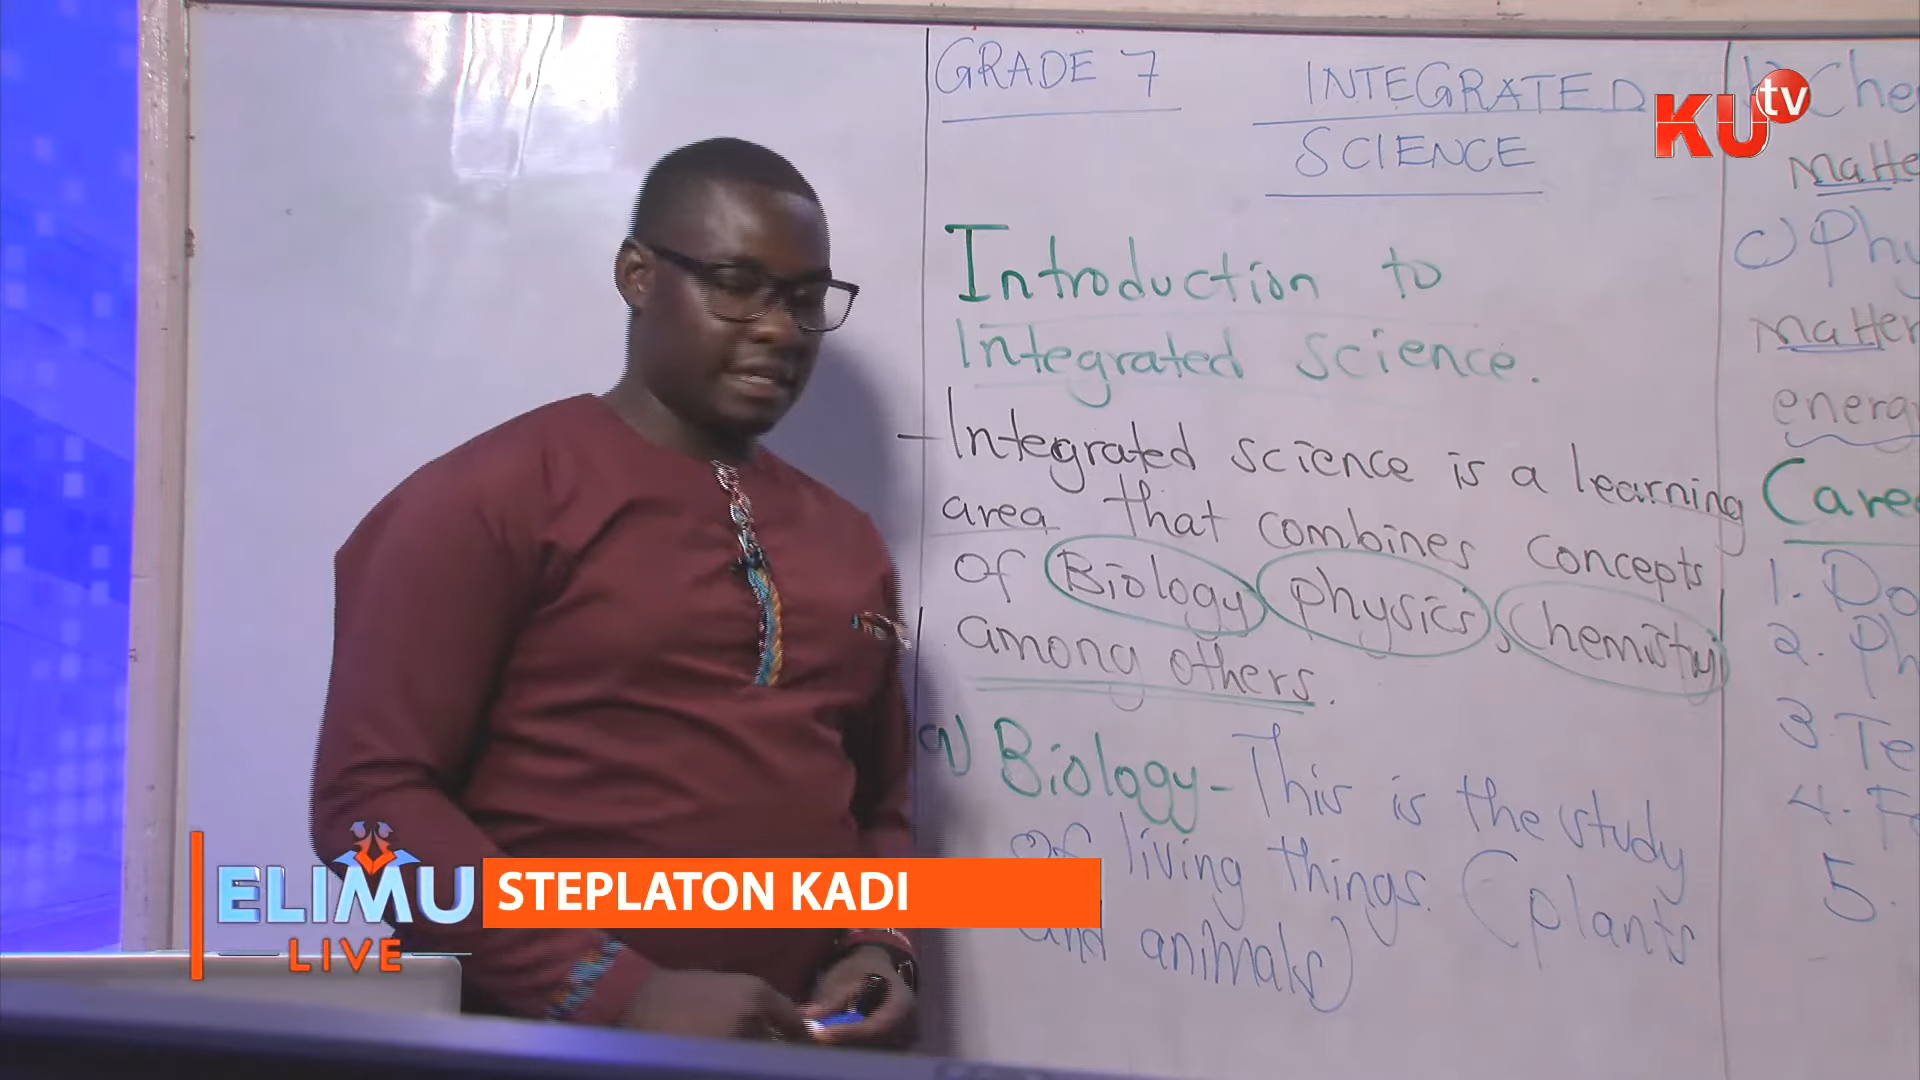 GRADE 7
INTEGRATED
SCIENCE
Introduction to
Integrated Science.
- Integrated science is a learning
area that combines concepts
of Biology, physics, Chemistry
among others.
a) Biology - This is the study
of living things. (plants
and animals)
Che
Matte
c) Phy
Matter
energy
Care
1. Do
2. Ph
3. Te
4. Fo
5.
KU tv
ELIMU
LIVE
STEPLATON KADI